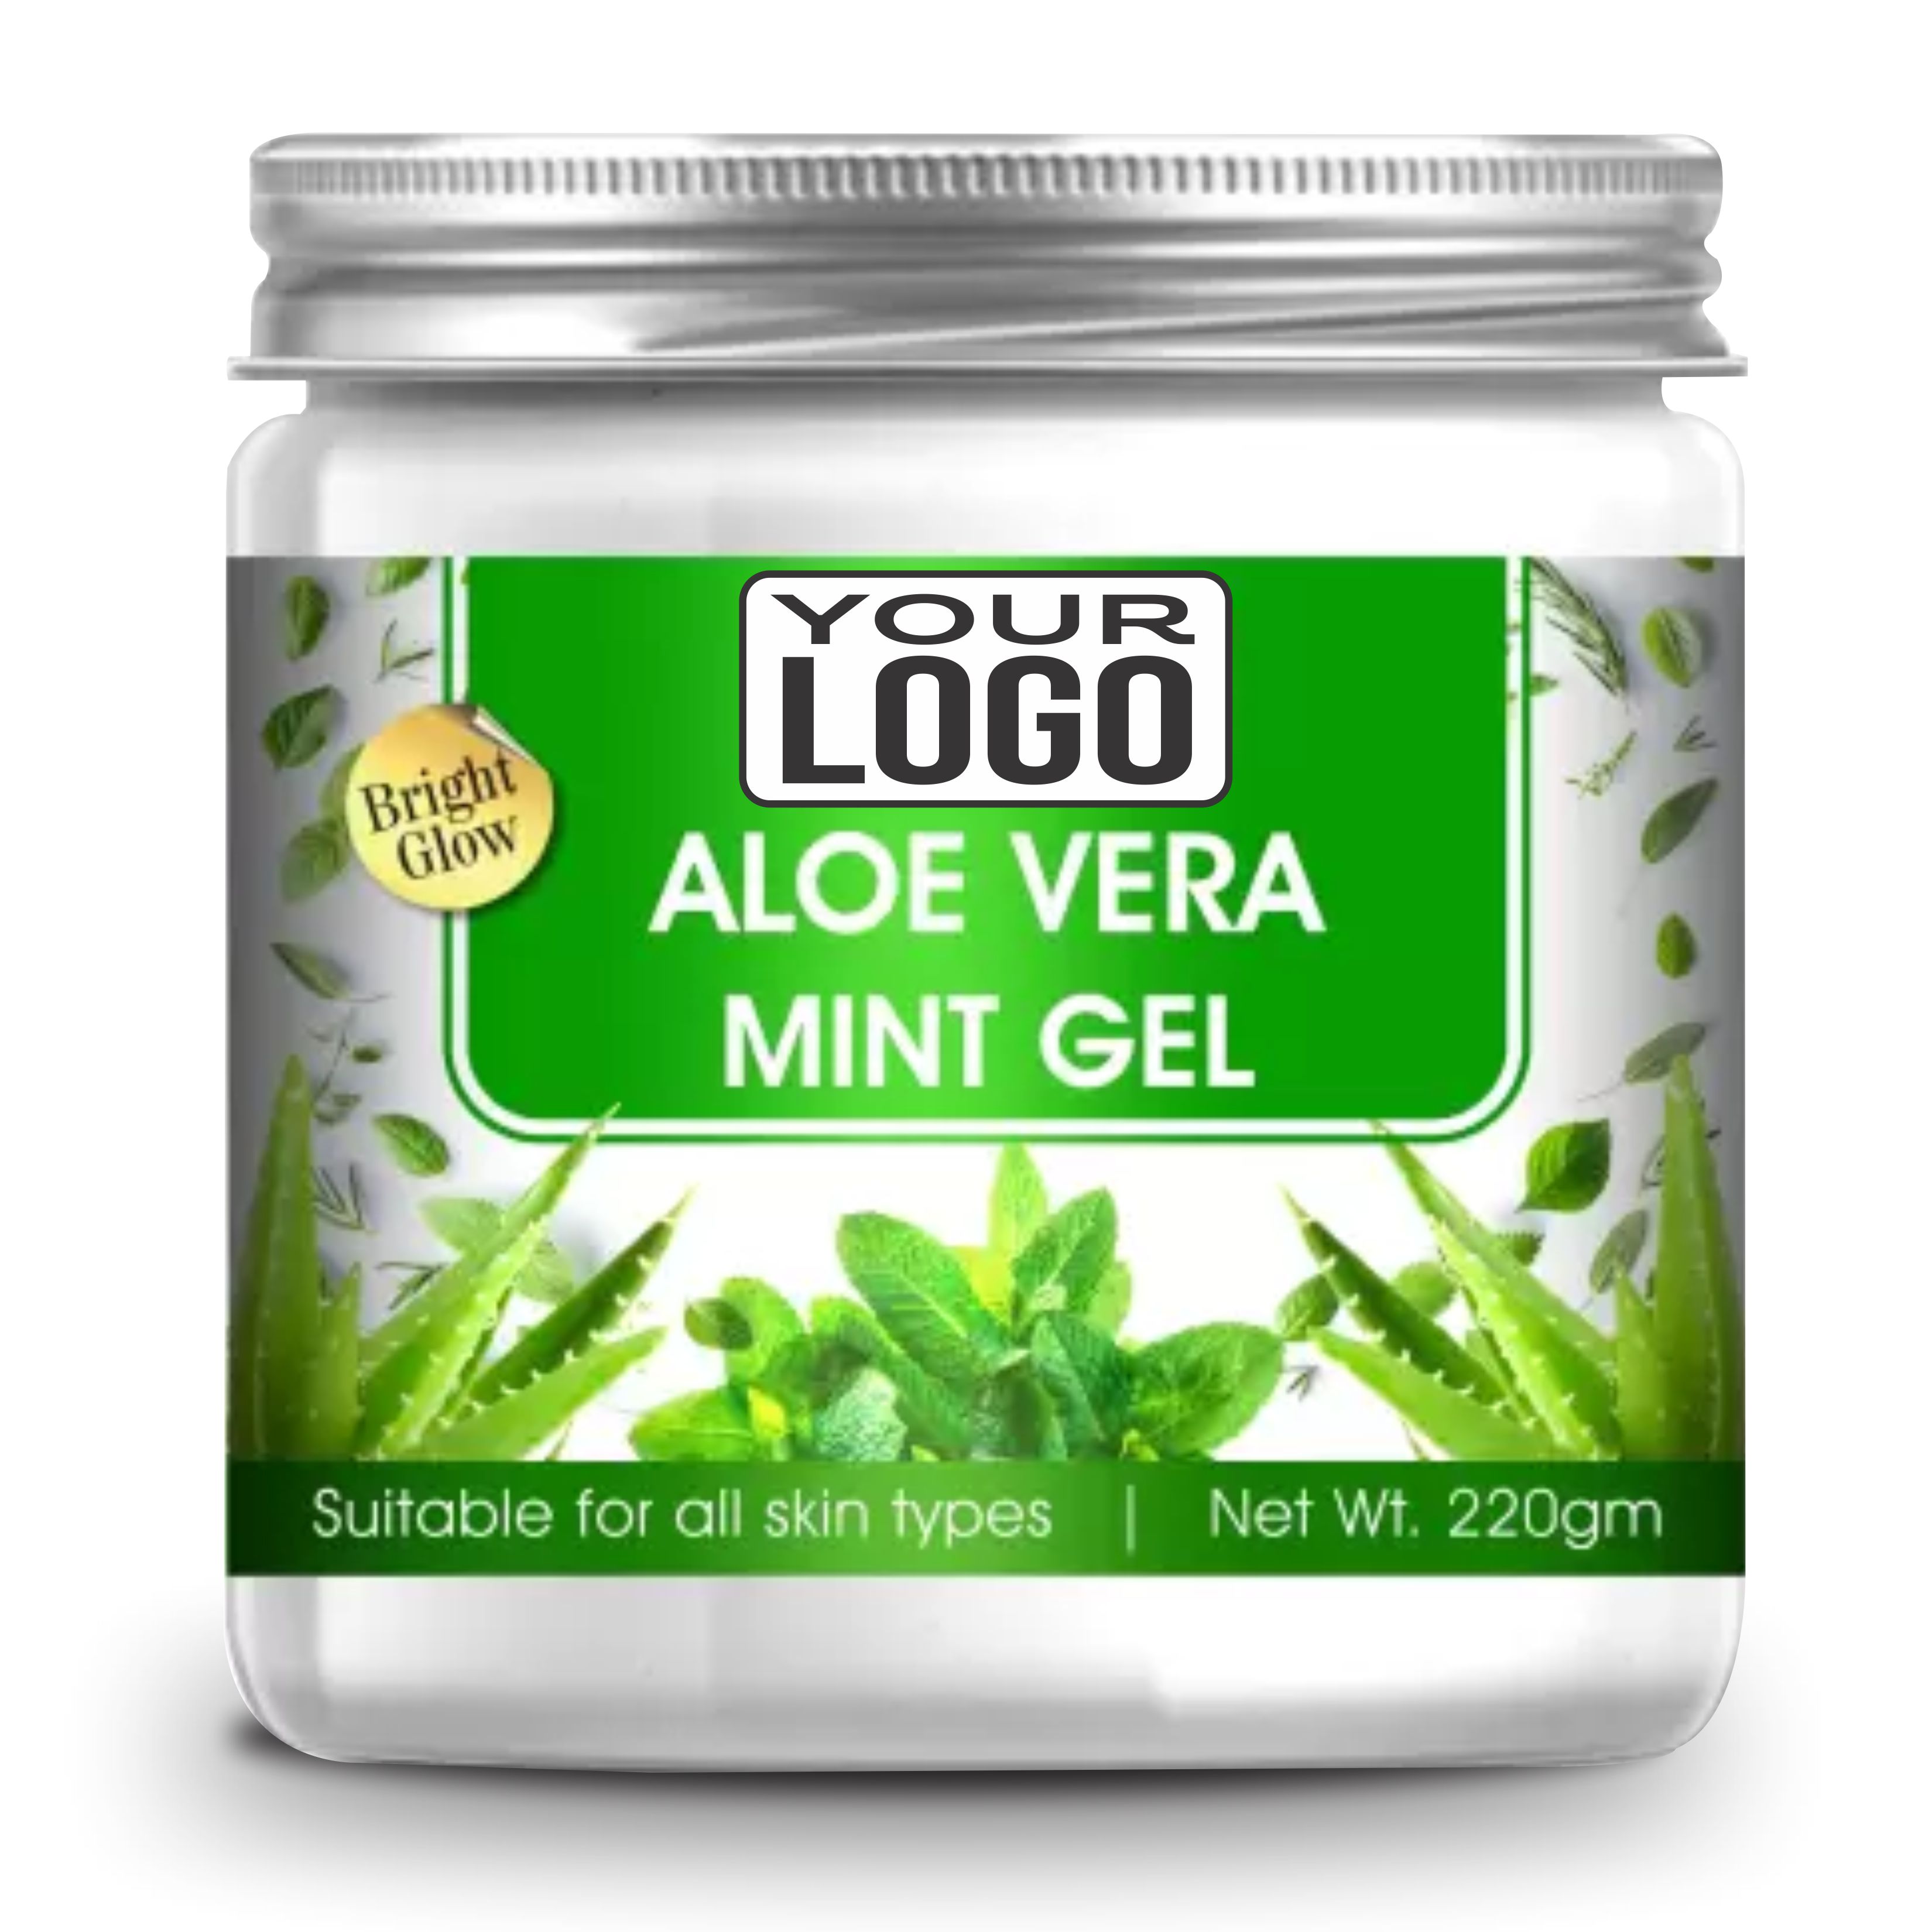 YOUR
LOGO
Bright
Glow
ALOE VERA
MINT GEL
Suitable for all skin types | Net Wt. 220gm